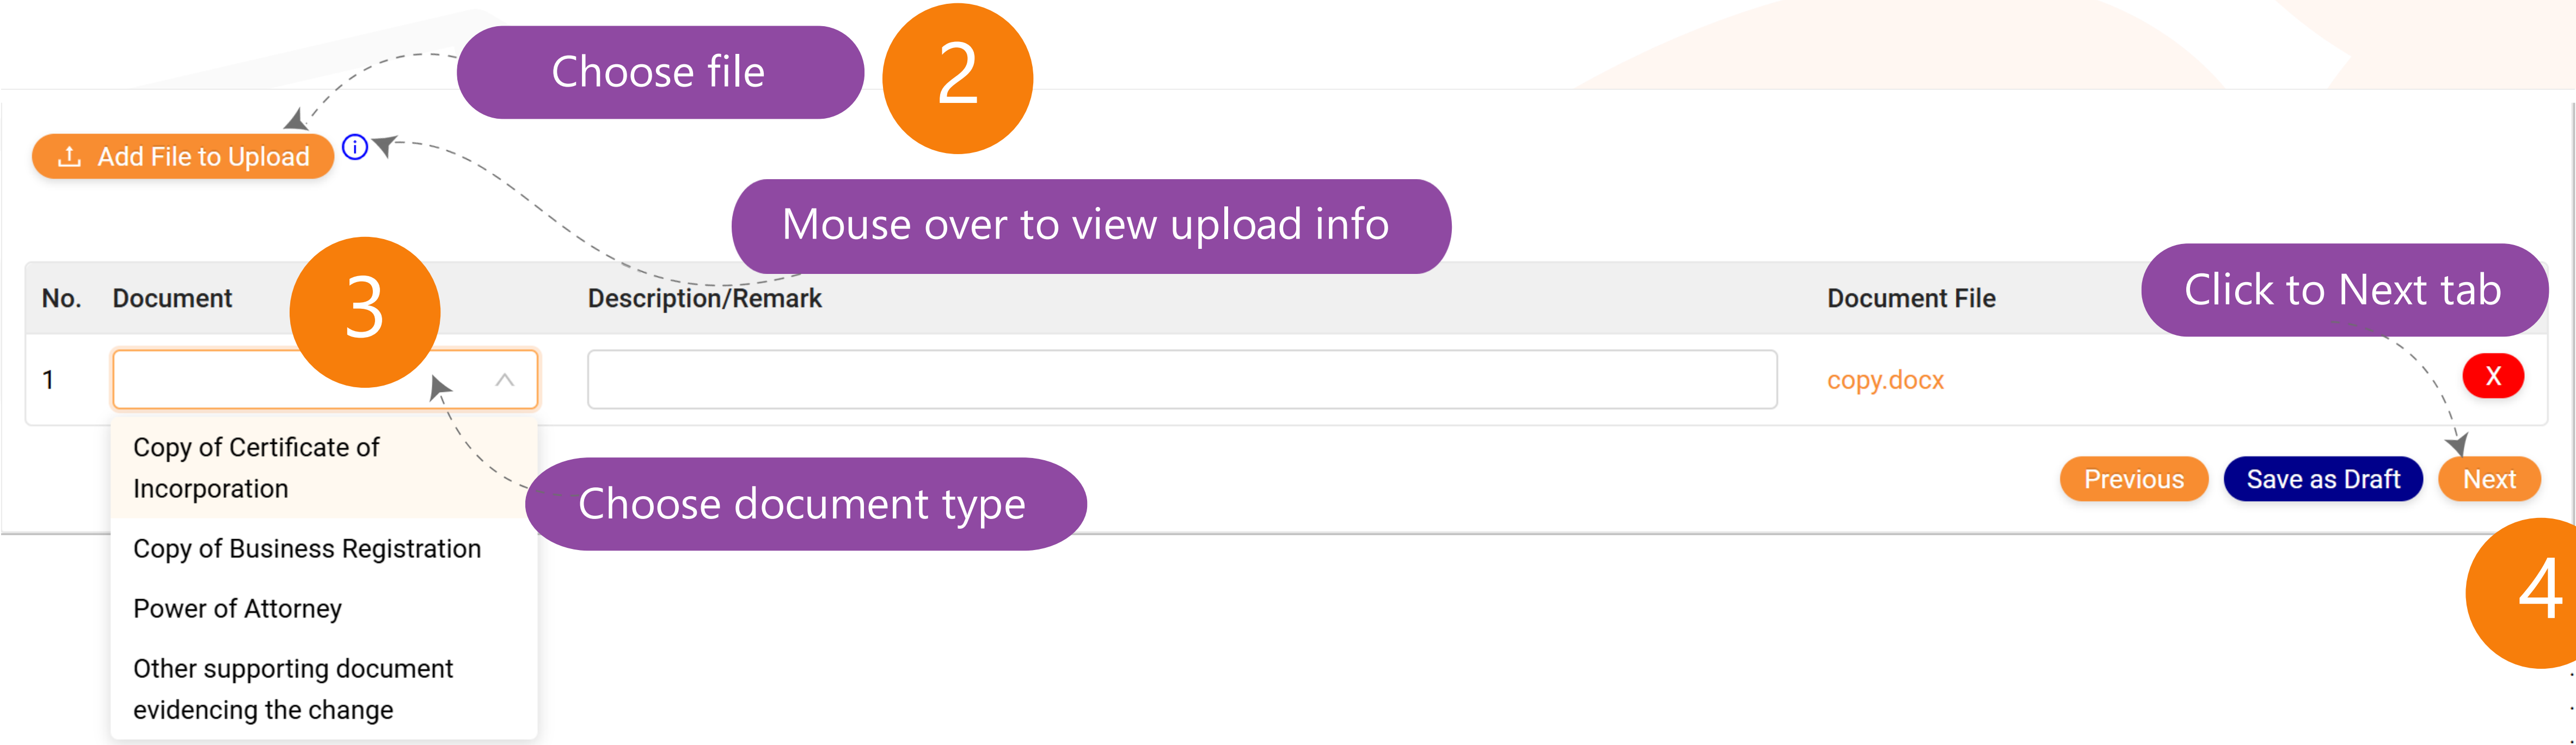 Choose file
2
Add File to Upload
i
Mouse over to view upload info
No. Document Description/Remark Document File
3
Click to Next tab
1 copy.docx X
Copy of Certificate of
Incorporation
Choose document type
Previous Save as Draft Next
Copy of Business Registration
Power of Attorney
4
Other supporting document
evidencing the change